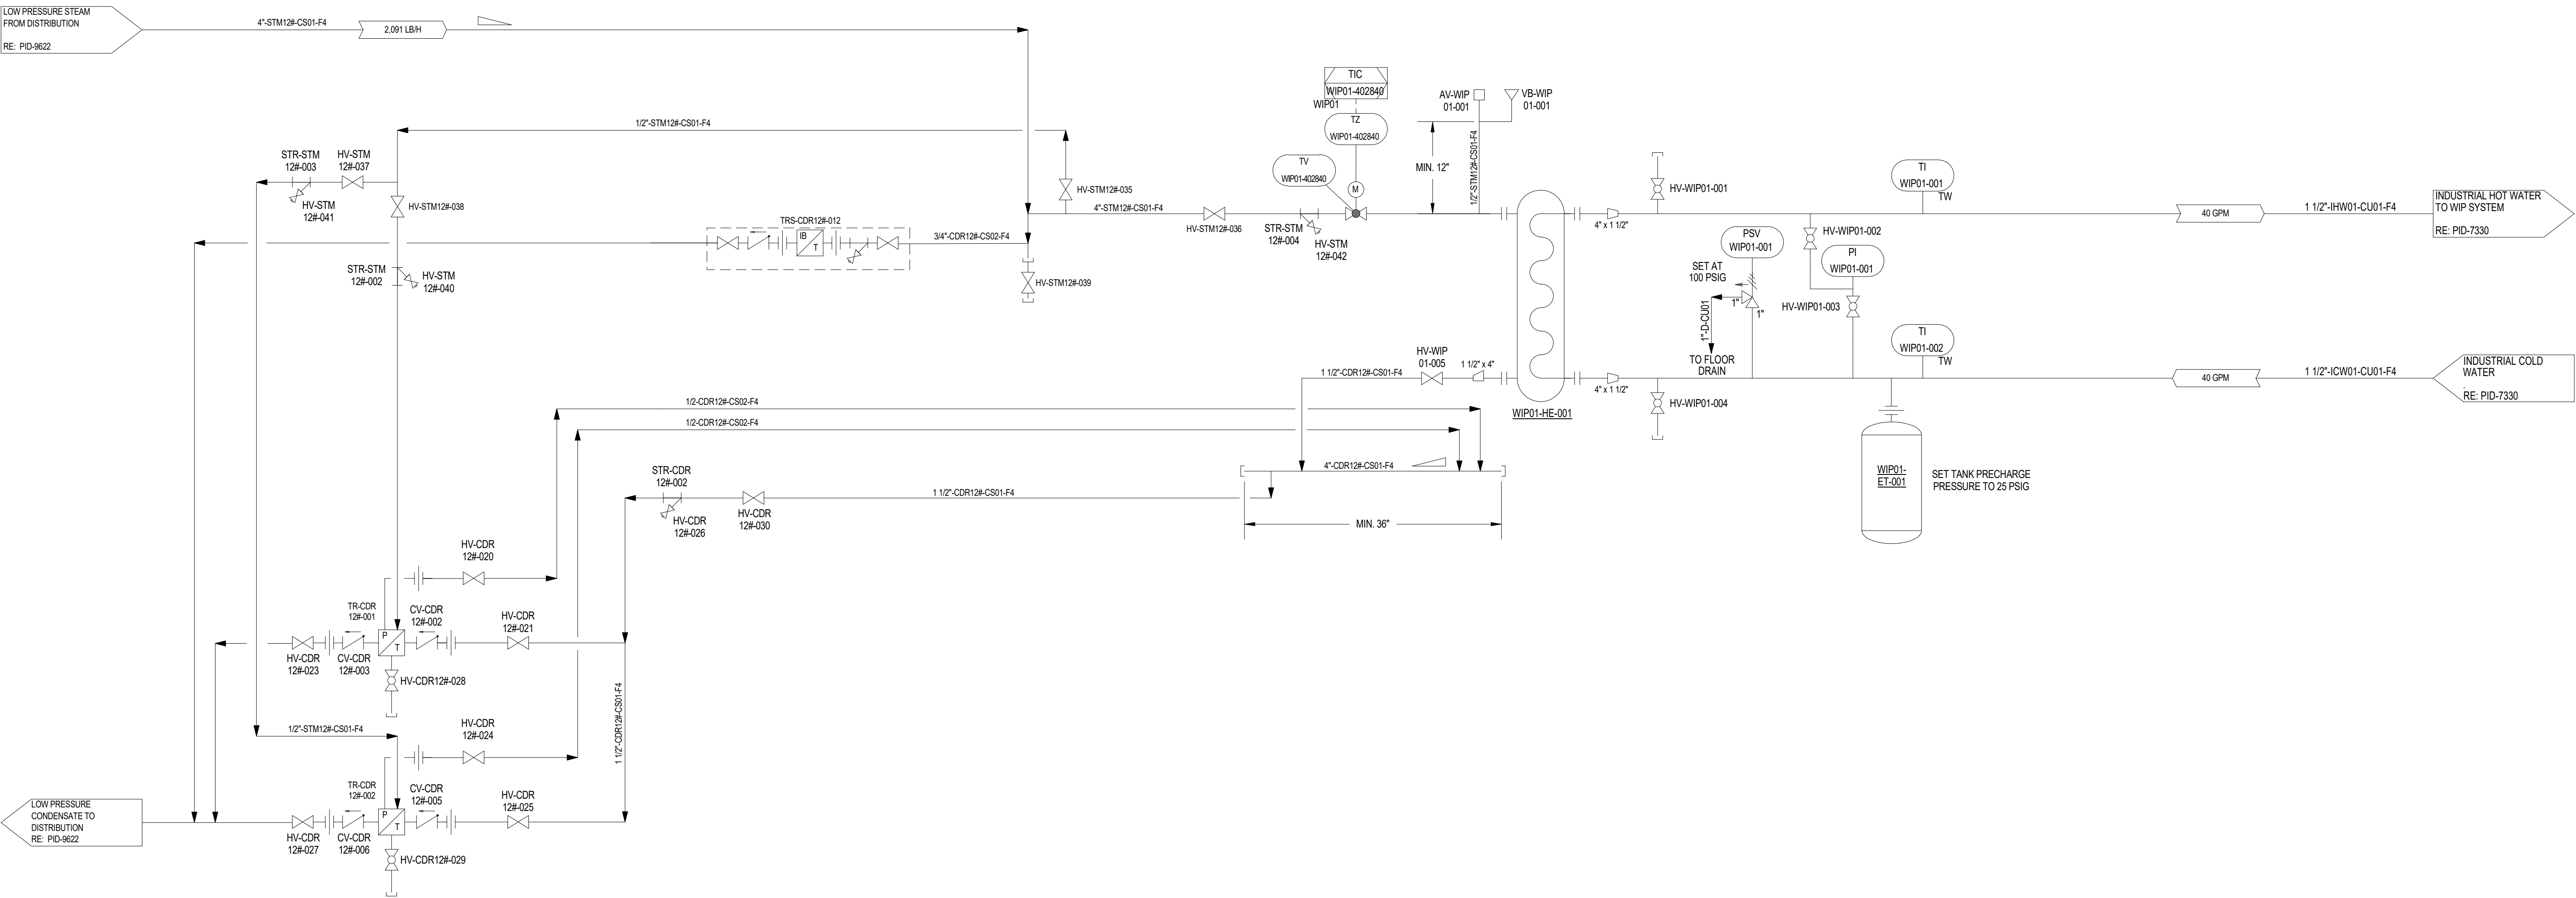 LOW PRESSURE STEAM
FROM DISTRIBUTION
RE: PID-9622
4"-STM12#-CS01-F4
2,091 LB/H
TIC
WIP01-402840
WIP01
TZ
WIP01-402840
TV
WIP01-402840
M
AV-WIP
01-001
VB-WIP
01-001
MIN. 12"
1/2"-STM12#-CS01-F4
1/2"-STM12#-CS01-F4
STR-STM
12#-003
HV-STM
12#-037
HV-STM
12#-041
HV-STM12#-038
HV-STM12#-035
4"-STM12#-CS01-F4
HV-STM12#-036
STR-STM
12#-004
HV-STM
12#-042
TRS-CDR12#-012
IB
T
3/4"-CDR12#-CS02-F4
HV-STM12#-039
STR-STM
12#-002
HV-STM
12#-040
HV-WIP01-001
4" x 1 1/2"
TI
WIP01-001
TW
40 GPM
1 1/2"-IHW01-CU01-F4
INDUSTRIAL HOT WATER
TO WIP SYSTEM
RE: PID-7330
PSV
WIP01-001
SET AT
100 PSIG
1"
1"
1"-D-CU01
TO FLOOR
DRAIN
HV-WIP01-002
PI
WIP01-001
HV-WIP01-003
TI
WIP01-002
TW
40 GPM
1 1/2"-ICW01-CU01-F4
INDUSTRIAL COLD
WATER
.
RE: PID-7330
HV-WIP
01-005
1 1/2" x 4"
1 1/2"-CDR12#-CS01-F4
4" x 1 1/2"
WIP01-HE-001
HV-WIP01-004
WIP01-
ET-001
SET TANK PRECHARGE
PRESSURE TO 25 PSIG
1/2-CDR12#-CS02-F4
1/2-CDR12#-CS02-F4
4"-CDR12#-CS01-F4
MIN. 36"
STR-CDR
12#-002
HV-CDR
12#-026
HV-CDR
12#-030
1 1/2"-CDR12#-CS01-F4
HV-CDR
12#-020
TR-CDR
12#-001
CV-CDR
12#-002
HV-CDR
12#-021
P
T
HV-CDR
12#-023
CV-CDR
12#-003
HV-CDR12#-028
1 1/2"-CDR12#-CS01-F4
1/2"-STM12#-CS01-F4
HV-CDR
12#-024
TR-CDR
12#-002
CV-CDR
12#-005
HV-CDR
12#-025
P
T
HV-CDR
12#-027
CV-CDR
12#-006
HV-CDR12#-029
LOW PRESSURE
CONDENSATE TO
DISTRIBUTION
RE: PID-9622